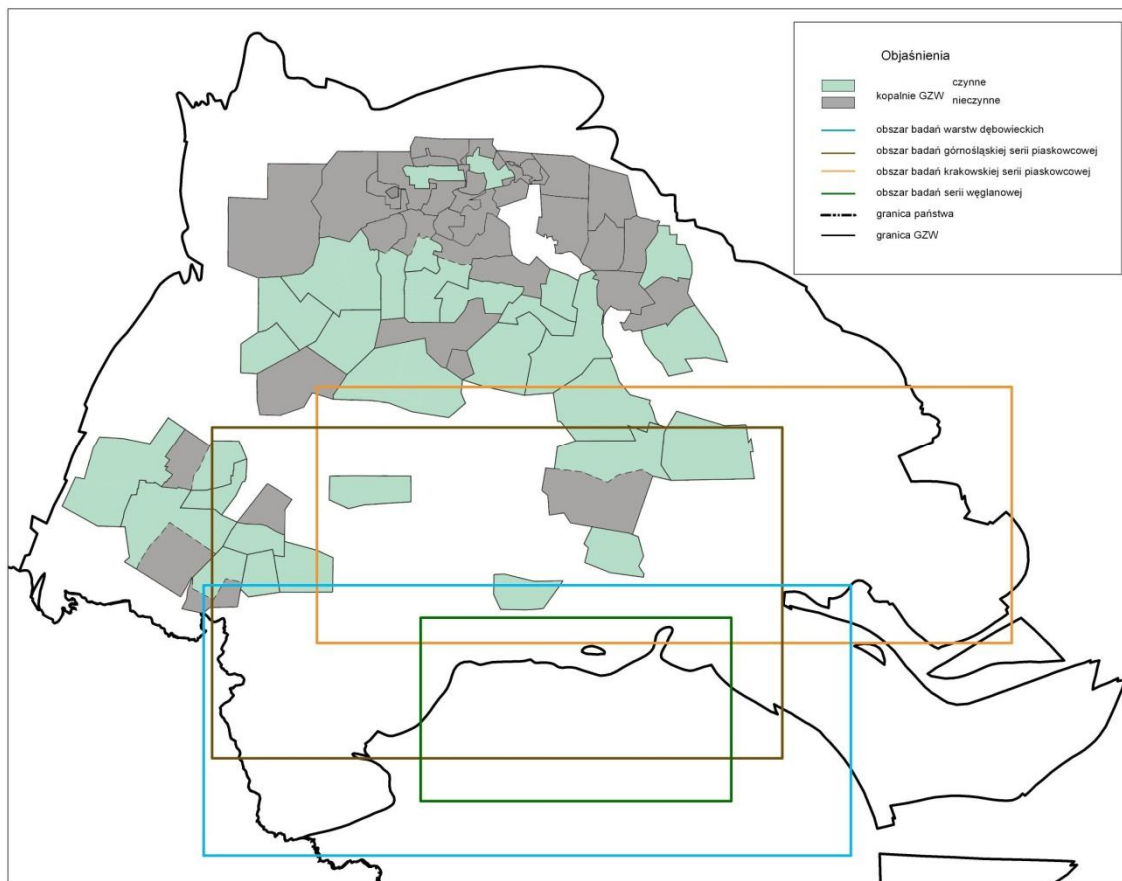 Objaśnienia
czynne
kopalnie GZW
nieczynne
obszar badań warstw dębowieckich
obszar badań górnośląskiej serii piaskowcowej
obszar badań krakowskiej serii piaskowcowej
obszar badań serii węglanowej
granica państwa
granica GZW